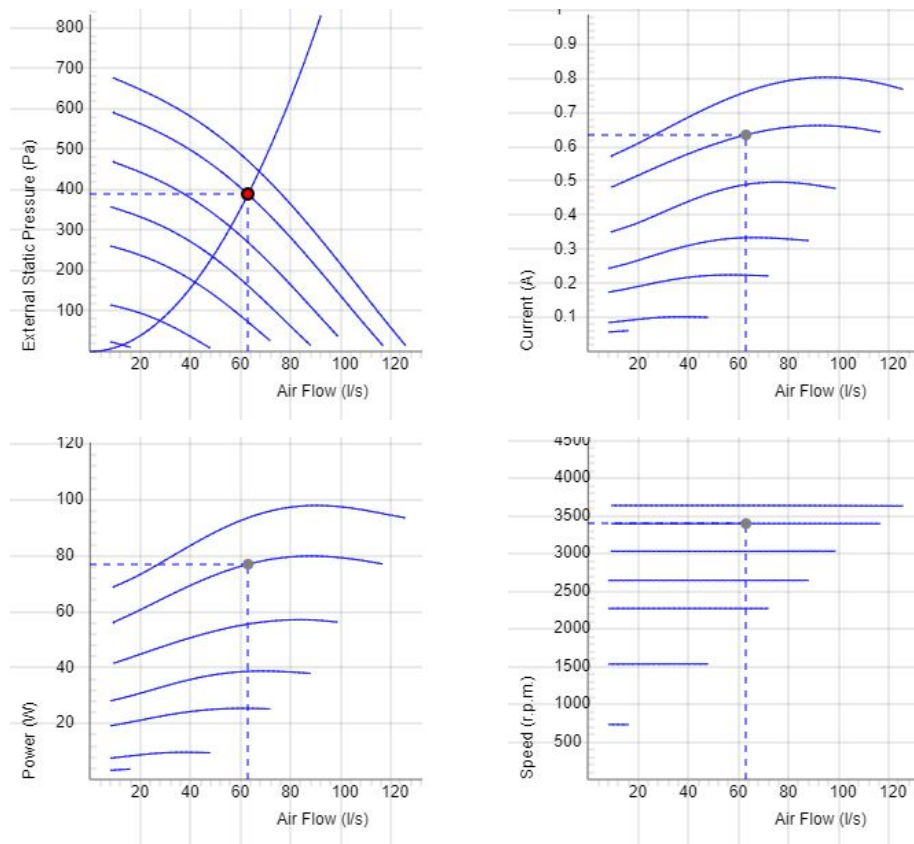 800
700
600
500
400
300
200
100
External Static Pressure (Pa)
20 40 60 80 100 120
Air Flow (l/s)
1
0.9
0.8
0.7
0.6
0.5
0.4
0.3
0.2
0.1
Current (A)
20 40 60 80 100 120
Air Flow (l/s)
120
100
80
60
40
20
Power (W)
20 40 60 80 100 120
Air Flow (l/s)
4500
4000
3500
3000
2500
2000
1500
1000
500
Speed (r.p.m.)
20 40 60 80 100 120
Air Flow (l/s)